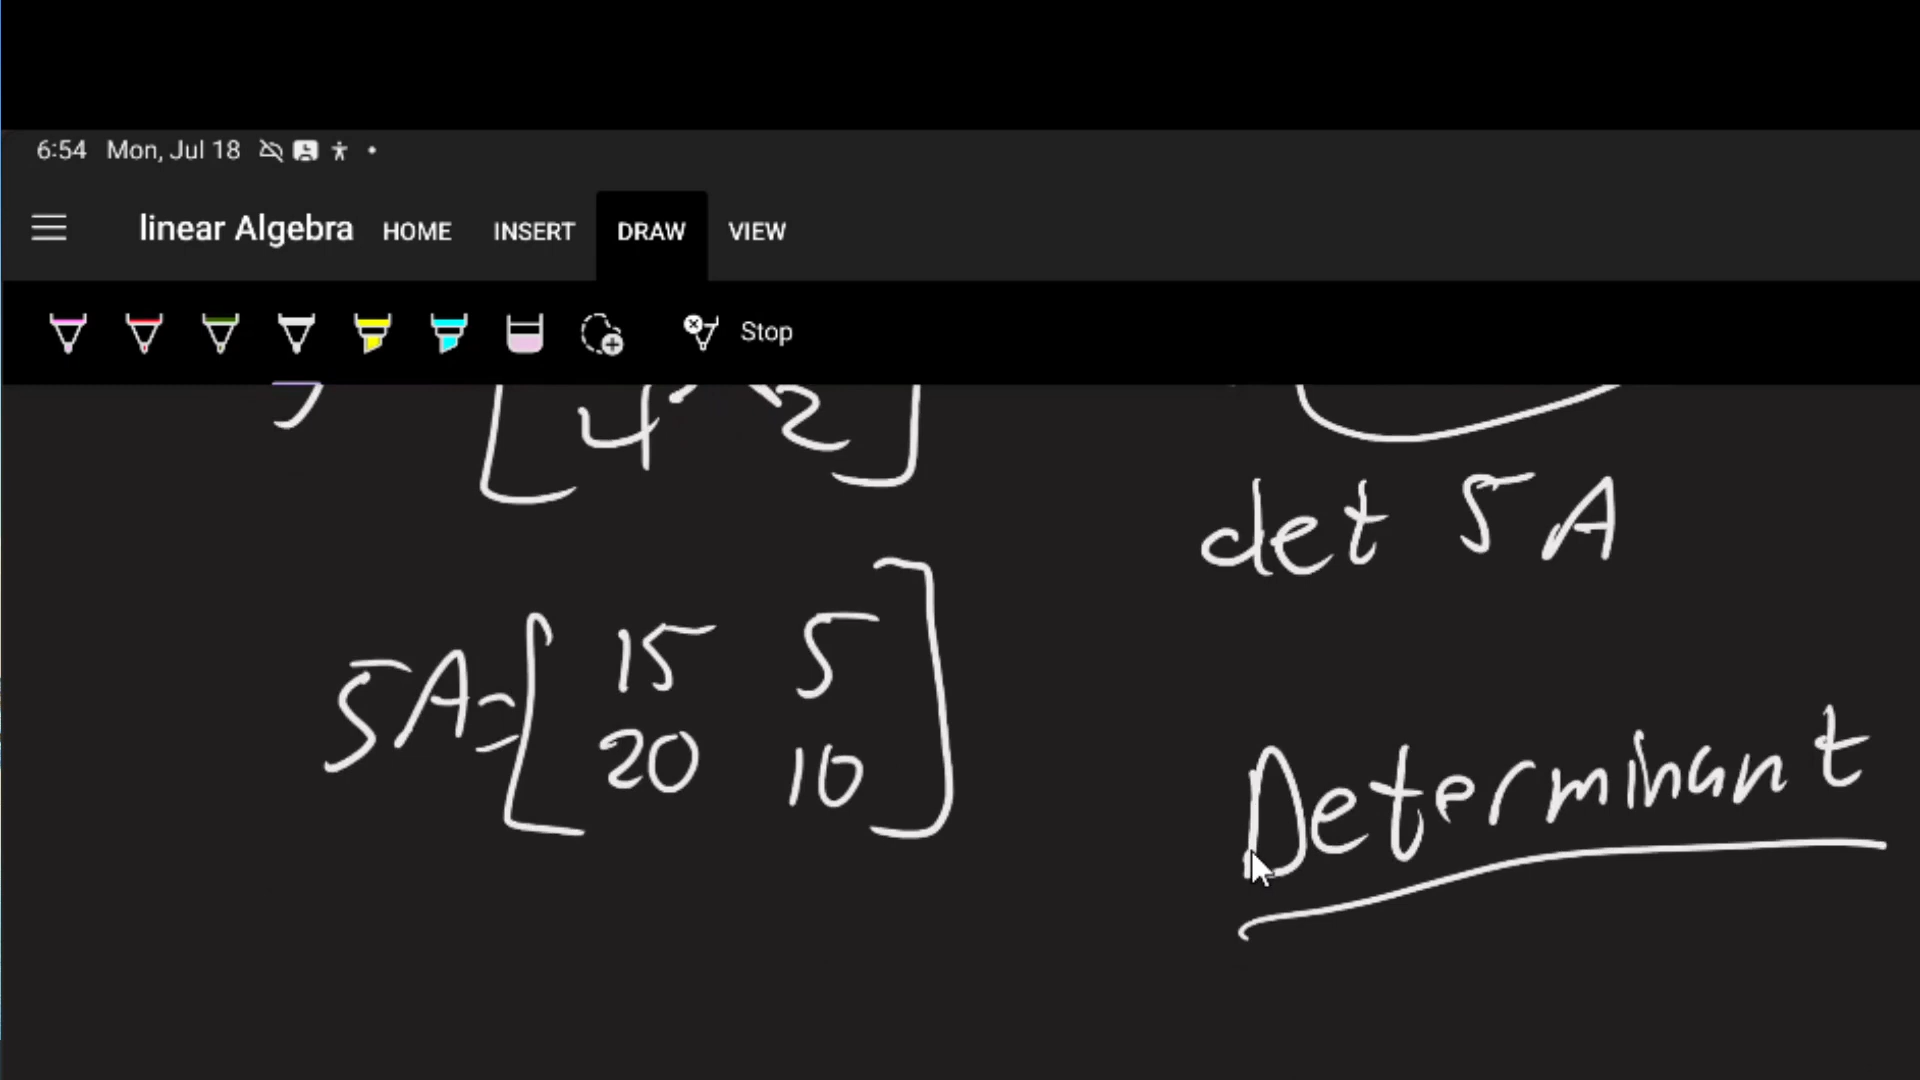 6:54 Mon, Jul 18
linear Algebra HOME INSERT DRAW VIEW
Stop
4 2
det 5A
5A=[15 5
20 10]
Determinant